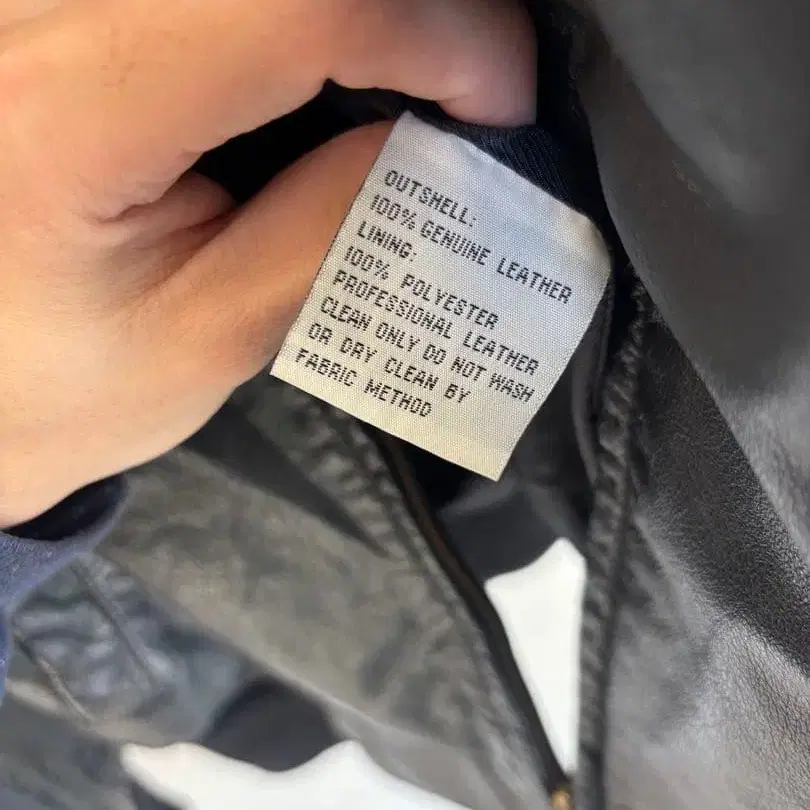 OUTSHELL:
100% GENUINE LEATHER
LINING:
100% POLYESTER
PROFESSIONAL LEATHER
CLEAN ONLY DO NOT WASH
OR DRY CLEAN BY
FABRIC METHOD